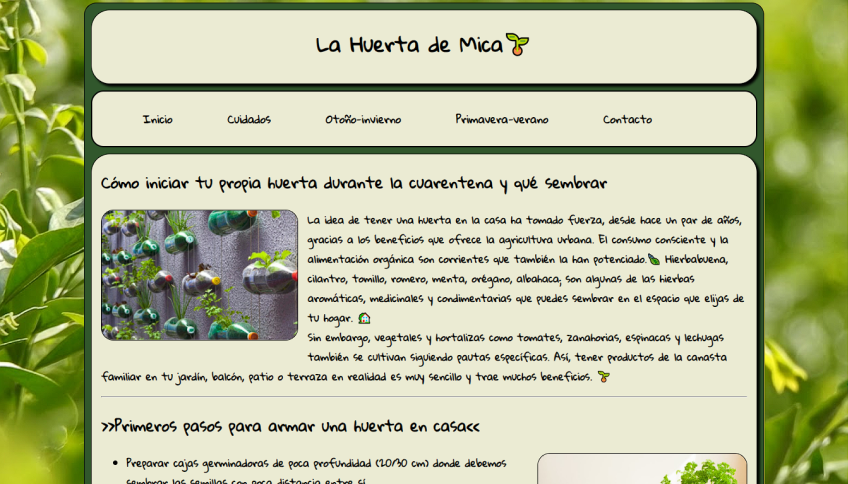 La Huerta de Mica🌱
Inicio Cuidados Otoño-invierno Primavera-verano Contacto
Cómo iniciar tu propia huerta durante la cuarentena y qué sembrar
La idea de tener una huerta en la casa ha tomado fuerza, desde hace un par de años,
gracias a los beneficios que ofrece la agricultura urbana. El consumo consciente y la
alimentación orgánica son corrientes que también la han potenciado.🍃 Hierbabuena,
cilantro, tomillo, romero, menta, orégano, albahaca; son algunas de las hierbas
aromáticas, medicinales y condimentarias que puedes sembrar en el espacio que elijas de
tu hogar. 🏡
Sin embargo, vegetales y hortalizas como tomates, zanahorias, espinacas y lechugas
también se cultivan siguiendo pautas específicas. Así, tener productos de la canasta
familiar en tu jardín, balcón, patio o terraza en realidad es muy sencillo y trae muchos beneficios. 🌱
>>Primeros pasos para armar una huerta en casa<<
• Preparar cajas germinadoras de poca profundidad (20/30 cm) donde debemos
sembrar las semillas con poca distancia entre sí